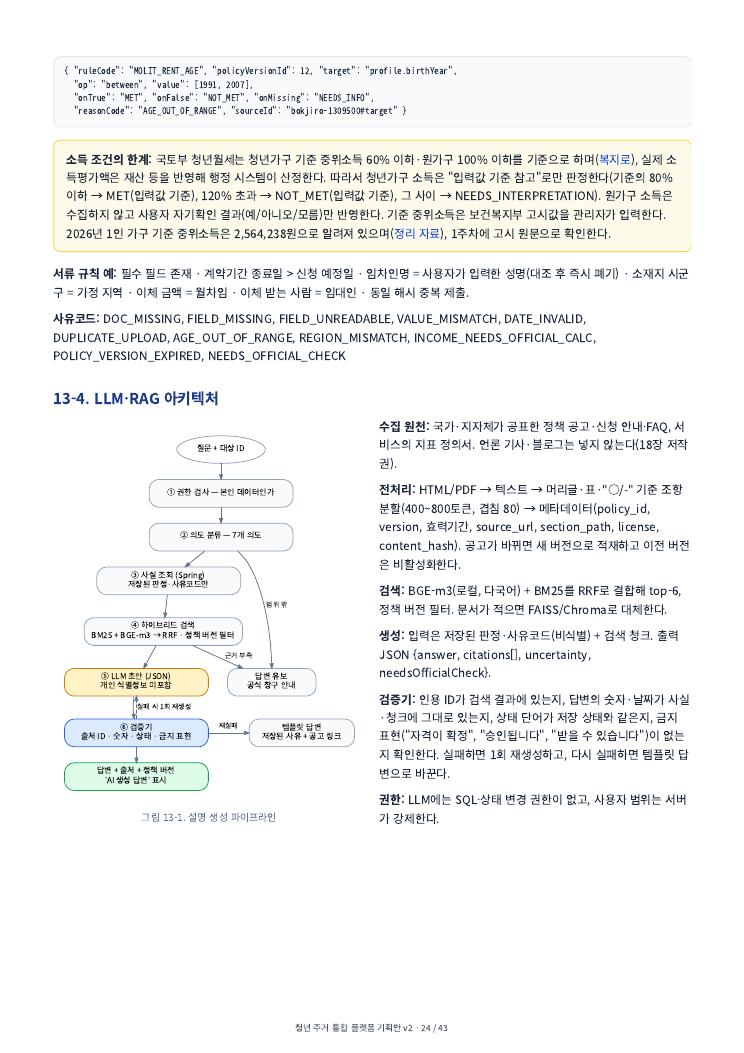 { "ruleCode": "MOLIT_RENT_AGE", "policyVersionId": 12, "target": "profile.birthYear",
"op": "between", "value": [1991, 2007],
"onTrue": "MET", "onFalse": "NOT_MET", "onMissing": "NEEDS_INFO",
"reasonCode": "AGE_OUT_OF_RANGE", "sourceId": "bokjiro-1309500#target" }
소득 조건의 한계: 국토부 청년월세는 청년가구 기준 중위소득 60% 이하·원가구 100% 이하를 기준으로 하며(복지로), 실제 소
득평가액은 재산 등을 반영해 행정 시스템이 산정한다. 따라서 청년가구 소득은 "입력값 기준 참고"로만 판정한다(기준의 80%
이하 → MET(입력값 기준), 120% 초과 → NOT_MET(입력값 기준), 그 사이 → NEEDS_INTERPRETATION). 원가구 소득은
수집하지 않고 사용자 자기확인 결과(예/아니오/모름)만 반영한다. 기준 중위소득은 보건복지부 고시값을 관리자가 입력한다.
2026년 1인 가구 기준 중위소득은 2,564,238원으로 알려져 있으며(정리 자료), 1주차에 고시 원문으로 확인한다.
서류 규칙 예: 필수 필드 존재 · 계약기간 종료일 > 신청 예정일 · 임차인명 = 사용자가 입력한 성명(대조 후 즉시 폐기) · 소재지 시군
구 = 가정 지역 · 이체 금액 = 월차임 · 이체 받는 사람 = 임대인 · 동일 해시 중복 제출.
사유코드: DOC_MISSING, FIELD_MISSING, FIELD_UNREADABLE, VALUE_MISMATCH, DATE_INVALID,
DUPLICATE_UPLOAD, AGE_OUT_OF_RANGE, REGION_MISMATCH, INCOME_NEEDS_OFFICIAL_CALC,
POLICY_VERSION_EXPIRED, NEEDS_OFFICIAL_CHECK
13-4. LLM·RAG 아키텍처
질문 + 대상 ID
① 권한 검사 — 본인 데이터인가
② 의도 분류 — 7개 의도
③ 사실 조회 (Spring)
저장된 판정·사유코드만
범위 밖
④ 하이브리드 검색
BM25 + BGE-m3 → RRF · 정책 버전 필터
근거 부족
⑤ LLM 초안 (JSON)
개인 식별정보 미포함
답변 유보
공식 창구 안내
실패 시 1회 재생성
⑥ 검증기
출처 ID · 숫자 · 상태 · 금지 표현
재실패
템플릿 답변
저장된 사유 + 공고 링크
답변 + 출처 + 정책 버전
'AI 생성 답변' 표시
그림 13-1. 설명 생성 파이프라인
수집 원천: 국가·지자체가 공표한 정책 공고·신청 안내·FAQ, 서
비스의 지표 정의서. 언론 기사·블로그는 넣지 않는다(18장 저작
권).
전처리: HTML/PDF → 텍스트 → 머리글·표·"○/-" 기준 조항
분할(400~800토큰, 겹침 80) → 메타데이터(policy_id,
version, 효력기간, source_url, section_path, license,
content_hash). 공고가 바뀌면 새 버전으로 적재하고 이전 버전
은 비활성화한다.
검색: BGE-m3(로컬, 다국어) + BM25를 RRF로 결합해 top-6,
정책 버전 필터. 문서가 적으면 FAISS/Chroma로 대체한다.
생성: 입력은 저장된 판정·사유코드(비식별) + 검색 청크. 출력
JSON {answer, citations[], uncertainty,
needsOfficialCheck}.
검증기: 인용 ID가 검색 결과에 있는지, 답변의 숫자·날짜가 사실
·청크에 그대로 있는지, 상태 단어가 저장 상태와 같은지, 금지
표현("자격이 확정", "승인됩니다", "받을 수 있습니다")이 없는
지 확인한다. 실패하면 1회 재생성하고, 다시 실패하면 템플릿 답
변으로 바꾼다.
권한: LLM에는 SQL·상태 변경 권한이 없고, 사용자 범위는 서버
가 강제한다.
청년 주거 통합 플랫폼 기획안 v2 · 24 / 43